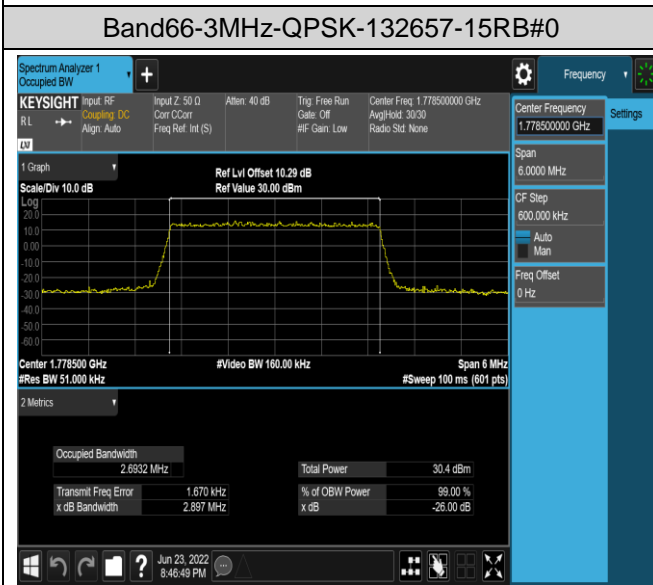 Band66-3MHz-QPSK-132657-15RB#0
Spectrum Analyzer 1
Occupied BW
+
Frequency
KEYSIGHT
RL
LXI
Input: RF
Coupling: DC
Align: Auto
Input Z: 50 Ω
Corr CCorr
Freq Ref: Int (S)
Atten: 40 dB
Trig: Free Run
Gate: Off
#IF Gain: Low
Center Freq: 1.778500000 GHz
Avg|Hold: 30/30
Radio Std: None
Center Frequency
1.778500000 GHz
Settings
Span
6.0000 MHz
CF Step
600.000 kHz
Auto
Man
Freq Offset
0 Hz
1 Graph
Scale/Div 10.0 dB
Ref Lvl Offset 10.29 dB
Ref Value 30.00 dBm
Log
20.0
10.0
0.00
-10.0
-20.0
-30.0
-40.0
-50.0
-60.0
Center 1.778500 GHz
#Video BW 160.00 kHz
Span 6 MHz
#Res BW 51.000 kHz
#Sweep 100 ms (601 pts)
2 Metrics
Occupied Bandwidth
2.6932 MHz
Total Power 30.4 dBm
Transmit Freq Error 1.670 kHz
% of OBW Power 99.00 %
x dB Bandwidth 2.897 MHz
x dB -26.00 dB
?
Jun 23, 2022
8:46:49 PM